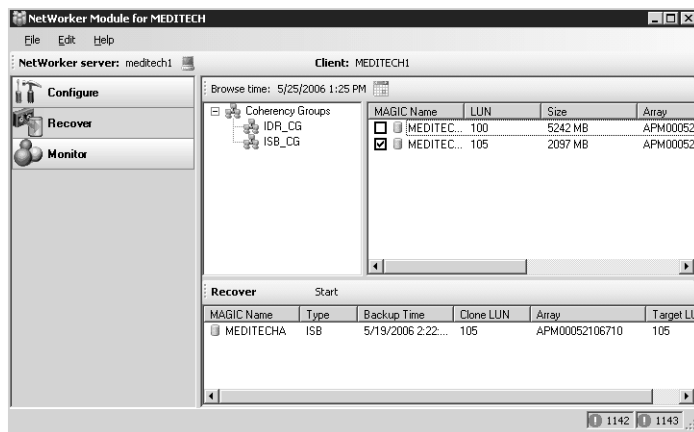 NetWorker Module for MEDITECH
File Edit Help
NetWorker server: meditech1 Client: MEDITECH1
Configure
Recover
Monitor
Browse time: 5/25/2006 1:25 PM
Coherency Groups
IDR_CG
ISB_CG
MAGIC Name LUN Size Array
MEDITEC... 100 5242 MB APM00052
MEDITEC... 105 2097 MB APM00052
Recover Start
MAGIC Name Type Backup Time Clone LUN Array Target LU
MEDITECHA ISB 5/19/2006 2:22:... 105 APM00052106710 105
1142 1143